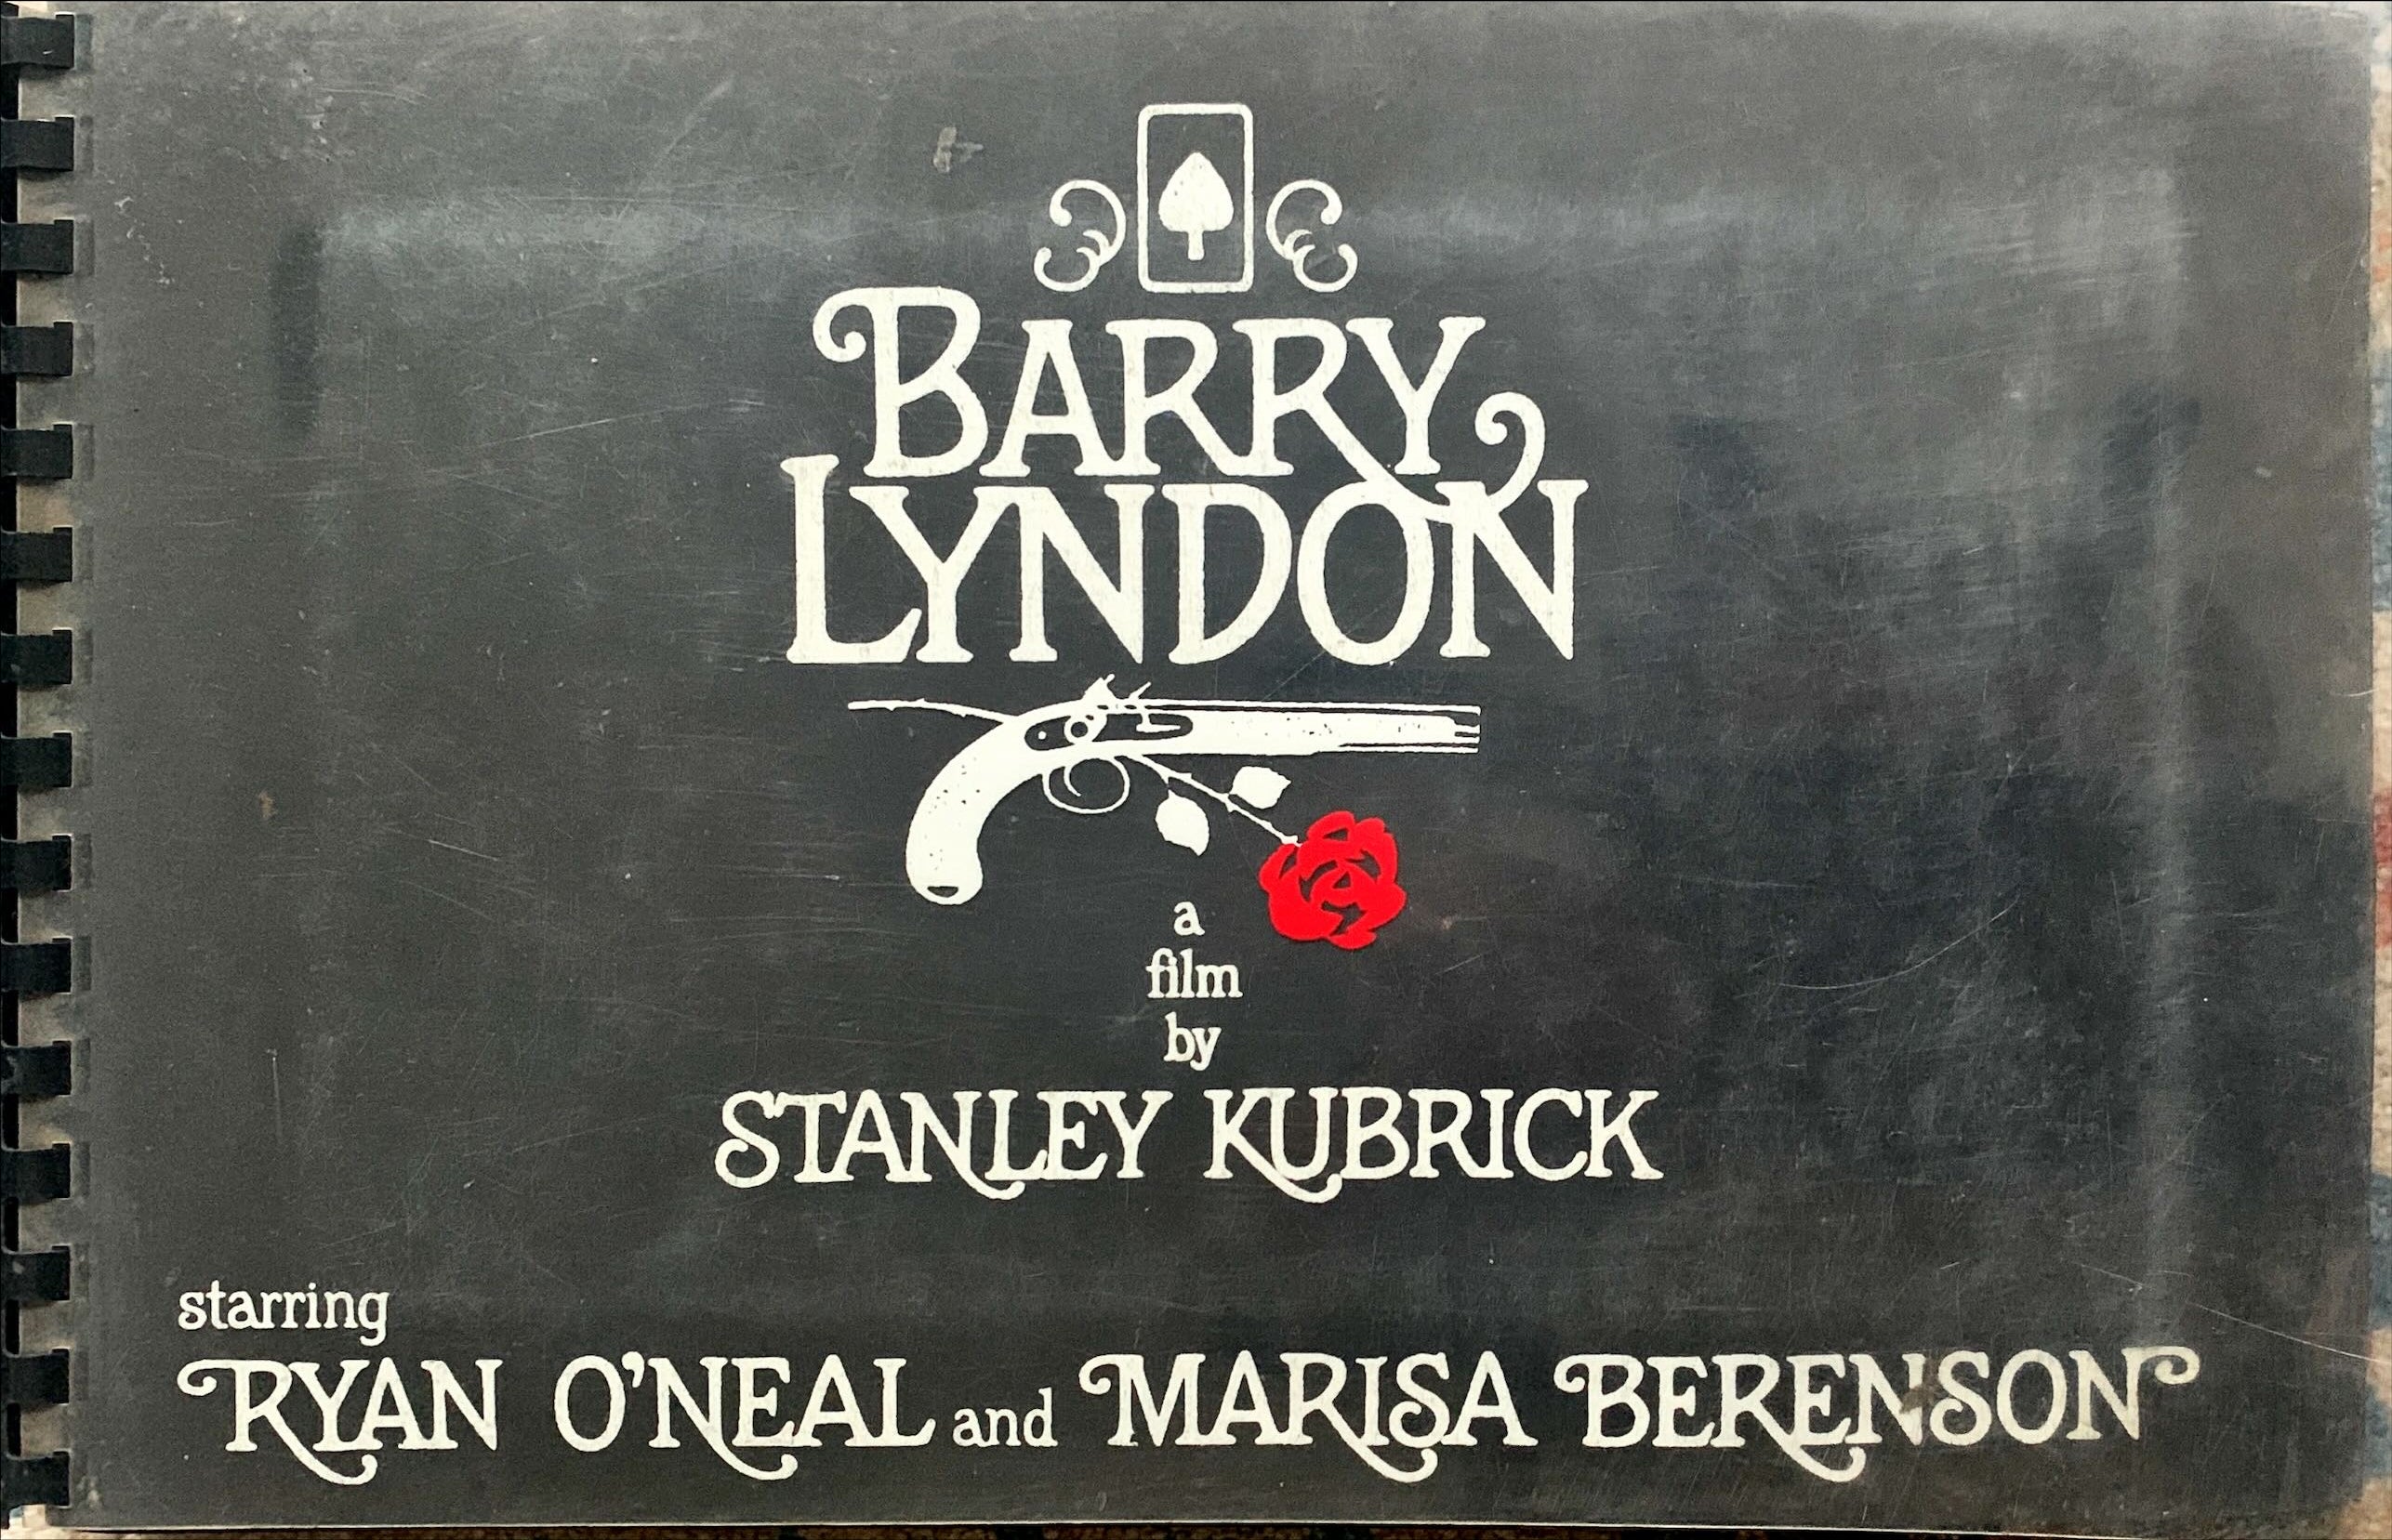 BARRY
LYNDON
a
film
by
STANLEY KUBRICK
starring
RYAN O'NEAL and MARISA BERENSON